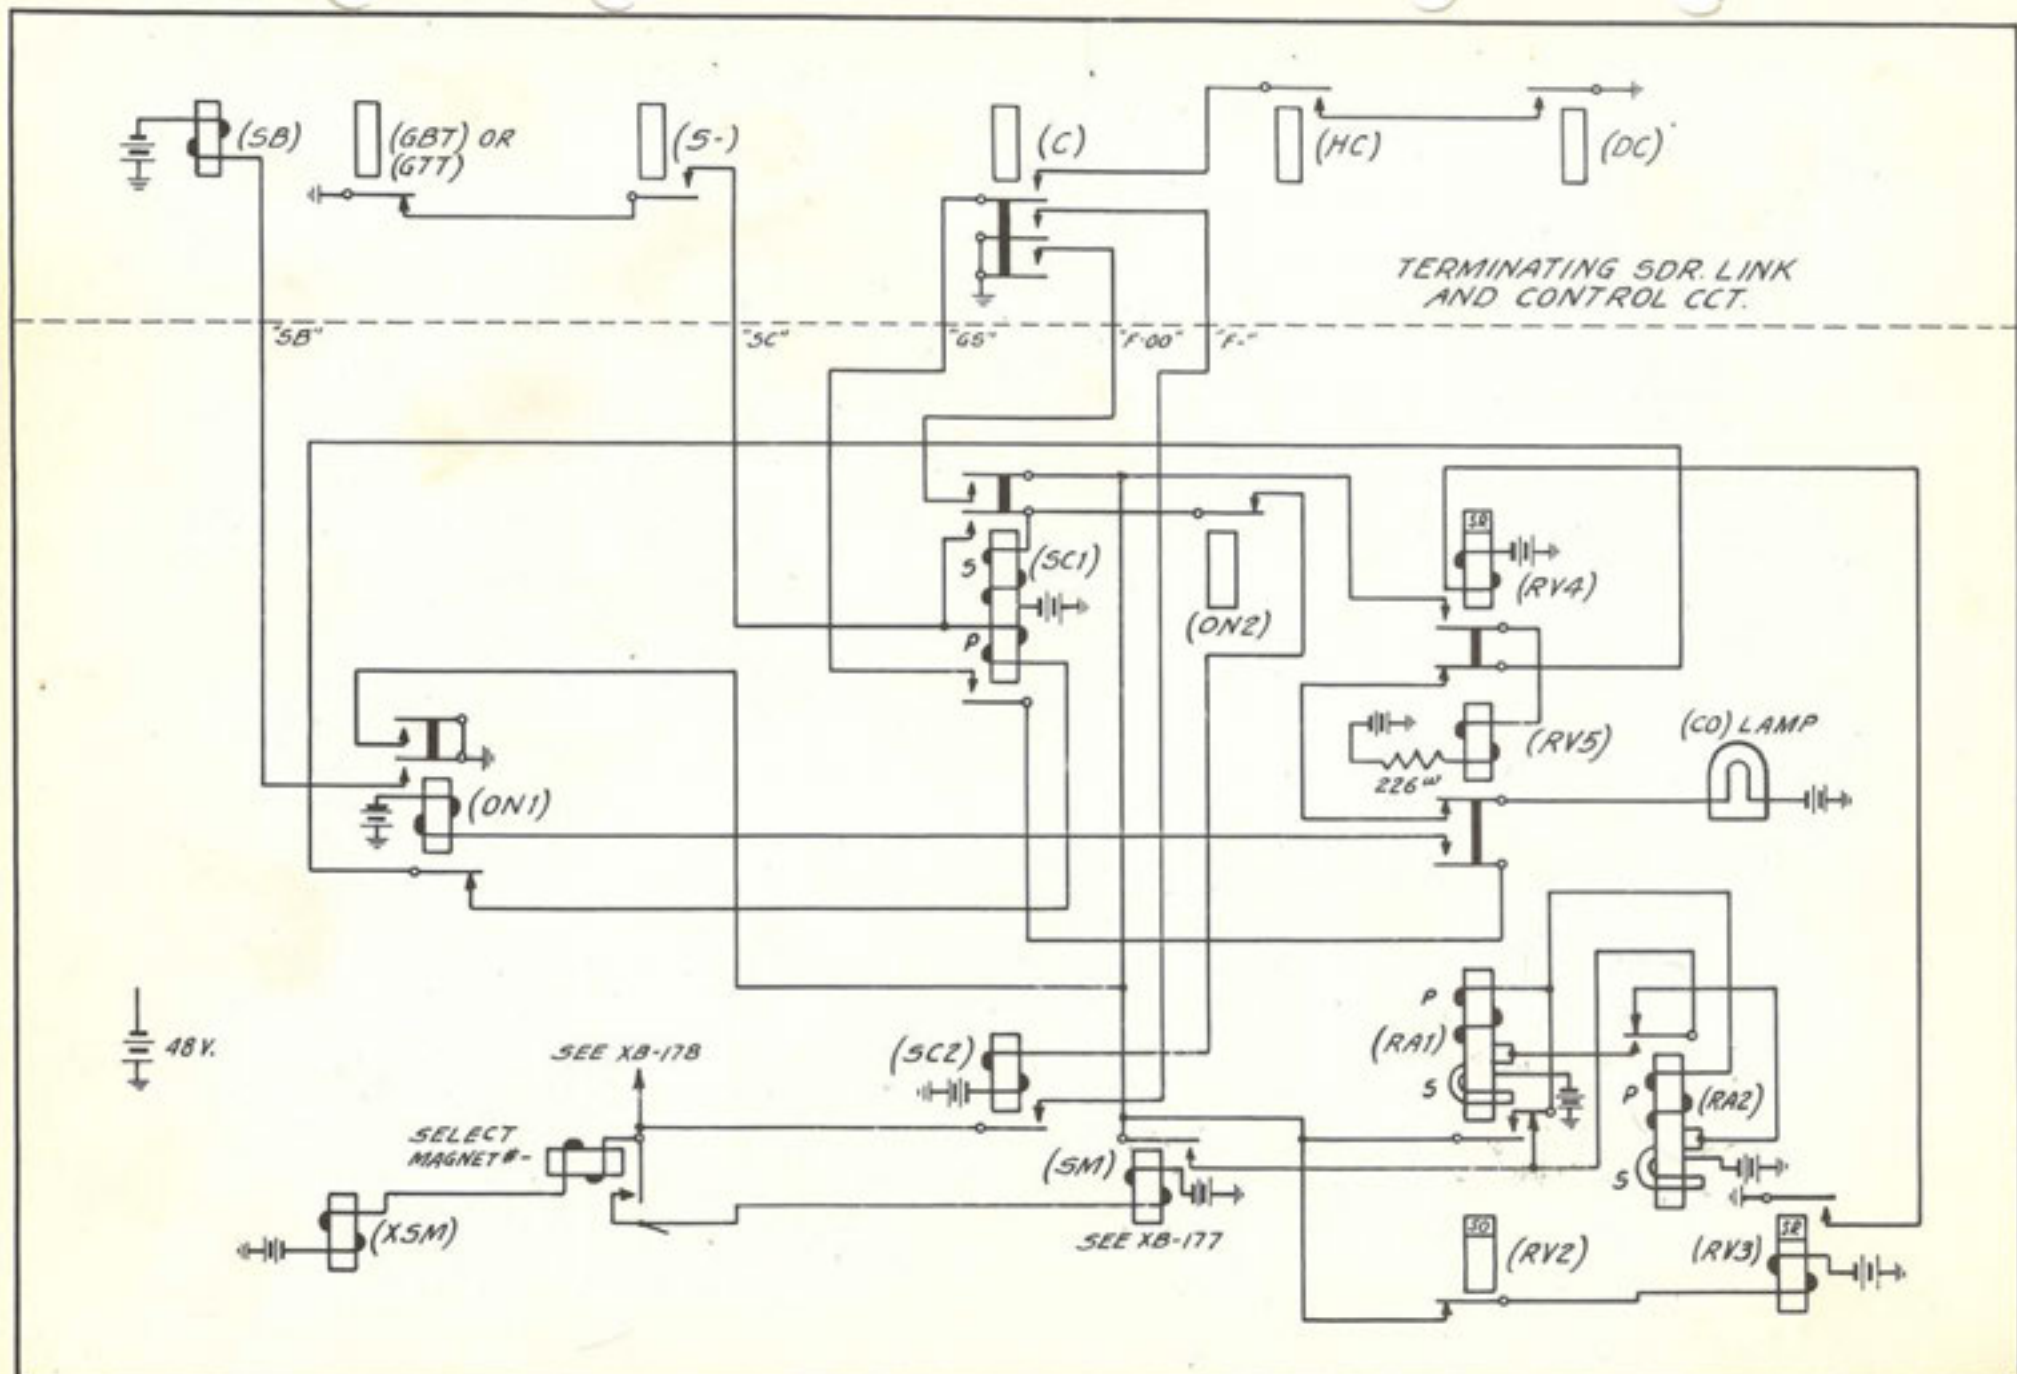 (SB)
(GBT) OR
(GTT)
(S-)
(C)
(HC)
(DC)
TERMINATING SDR. LINK
AND CONTROL CCT.
"SB"
"SC"
"GS"
"F-00"
"F-"
SR
(RV4)
S
(SC1)
P
(ON2)
(RV5)
226ω
(CO) LAMP
(ON1)
48 V.
SEE XB-178
(SC2)
P
(RA1)
S
P
(RA2)
S
SELECT
MAGNET #-
(SM)
(XSM)
SEE XB-177
SO
(RV2)
(RV3)
SR